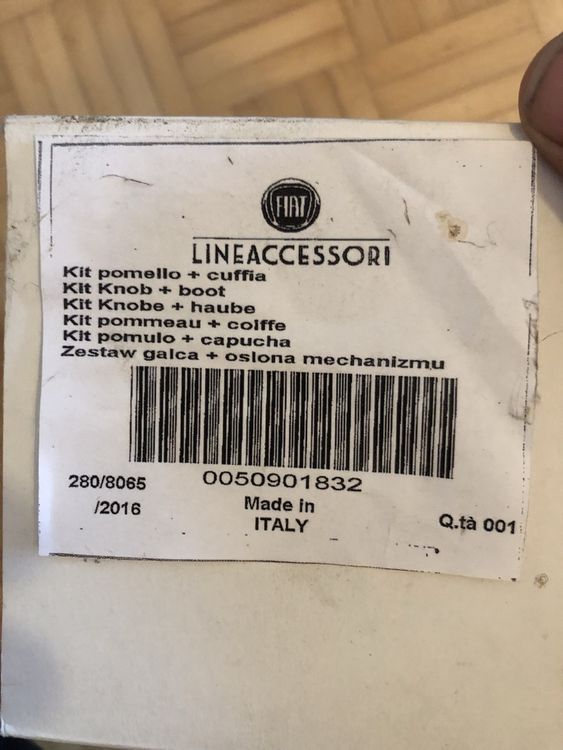 FIAT
LINEACCESSORI
Kit pomello + cuffia
Kit Knob + boot
Kit Knobe + haube
Kit pommeau + coiffe
Kit pomulo + capucha
Zestaw galca + oslona mechanizmu
280/8065
/2016
0050901832
Made in
ITALY
Q.tà 001